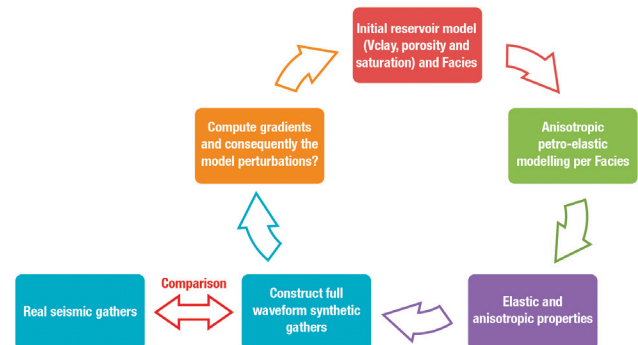 Initial reservoir model
(Vclay, porosity and
saturation) and Facies
Compute gradients
and consequently the
model perturbations?
Anisotropic
petro-elastic
modelling per Facies
Real seismic gathers
Comparison
Construct full
waveform synthetic
gathers
Elastic and
anisotropic properties